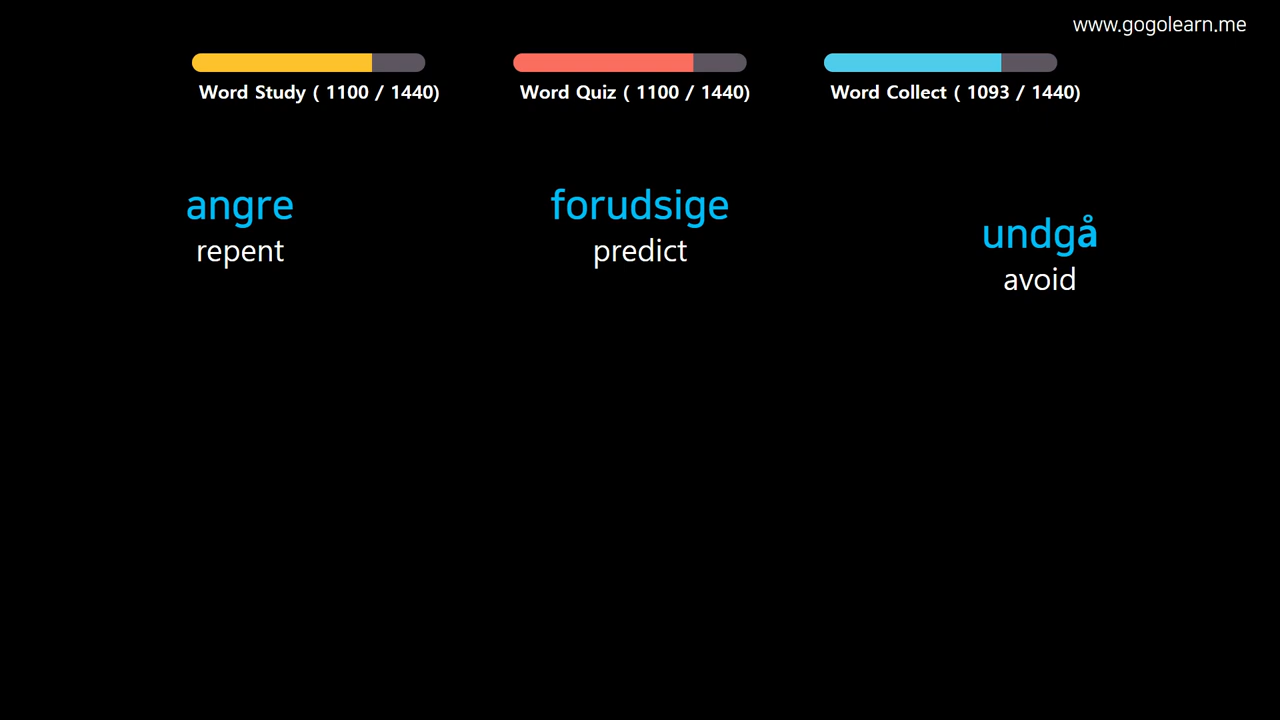 www.gogolearn.me
Word Study ( 1100 / 1440)
Word Quiz ( 1100 / 1440)
Word Collect ( 1093 / 1440)
angre
repent
forudsige
predict
undgå
avoid